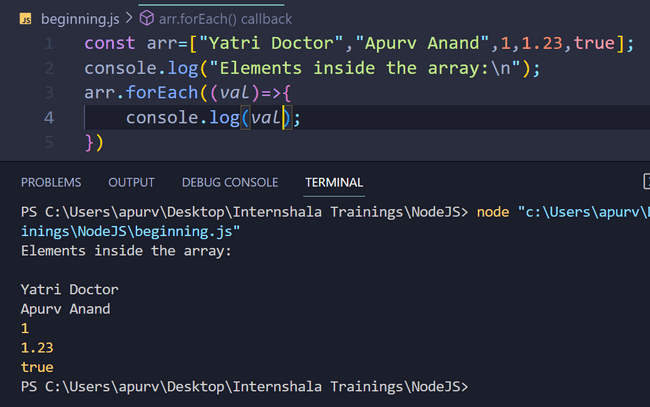 JS beginning.js > arr.forEach() callback
1 const arr=["Yatri Doctor","Apurv Anand",1,1.23,true];
2 console.log("Elements inside the array:\n");
3 arr.forEach((val)=>{
4 console.log(val);
5 })
PROBLEMS OUTPUT DEBUG CONSOLE TERMINAL
PS C:\Users\apurv\Desktop\Internshala Trainings\NodeJS> node "c:\Users\apurv\
inings\NodeJS\beginning.js"
Elements inside the array:
Yatri Doctor
Apurv Anand
1
1.23
true
PS C:\Users\apurv\Desktop\Internshala Trainings\NodeJS>